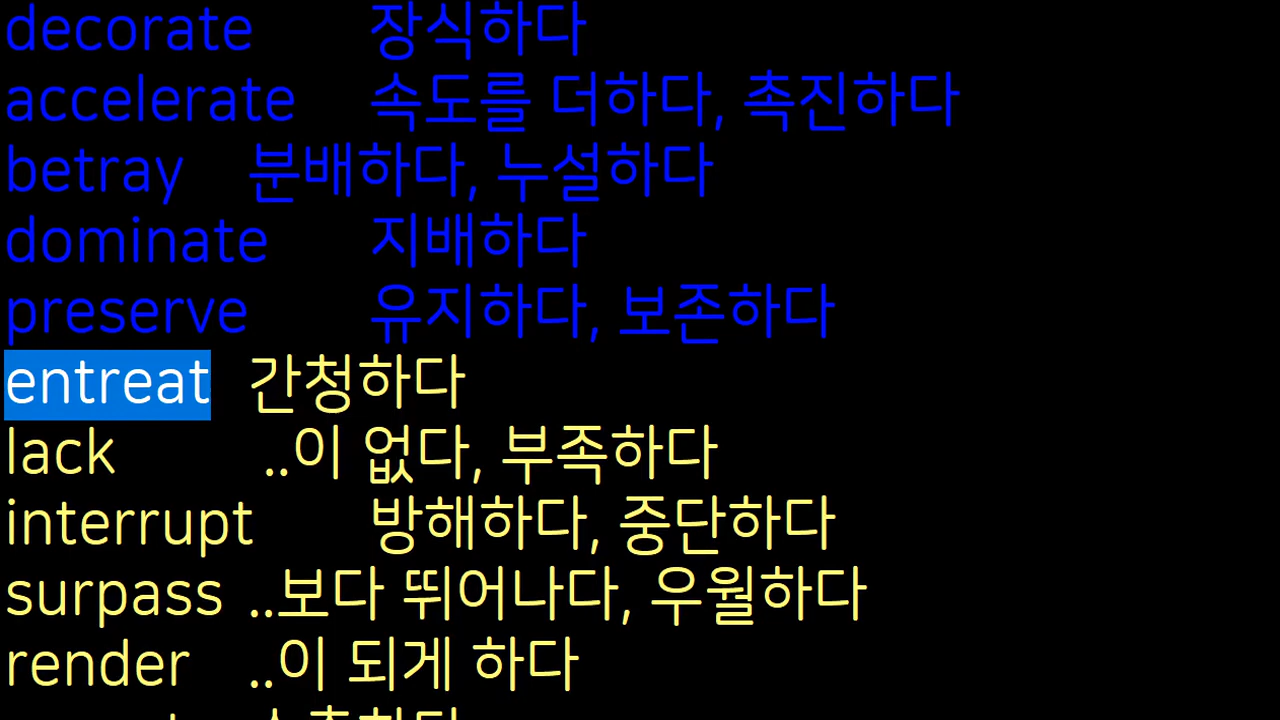 decorate 장식하다
accelerate 속도를 더하다, 촉진하다
betray 분배하다, 누설하다
dominate 지배하다
preserve 유지하다, 보존하다
entreat 간청하다
lack ..이 없다, 부족하다
interrupt 방해하다, 중단하다
surpass ..보다 뛰어나다, 우월하다
render ..이 되게 하다